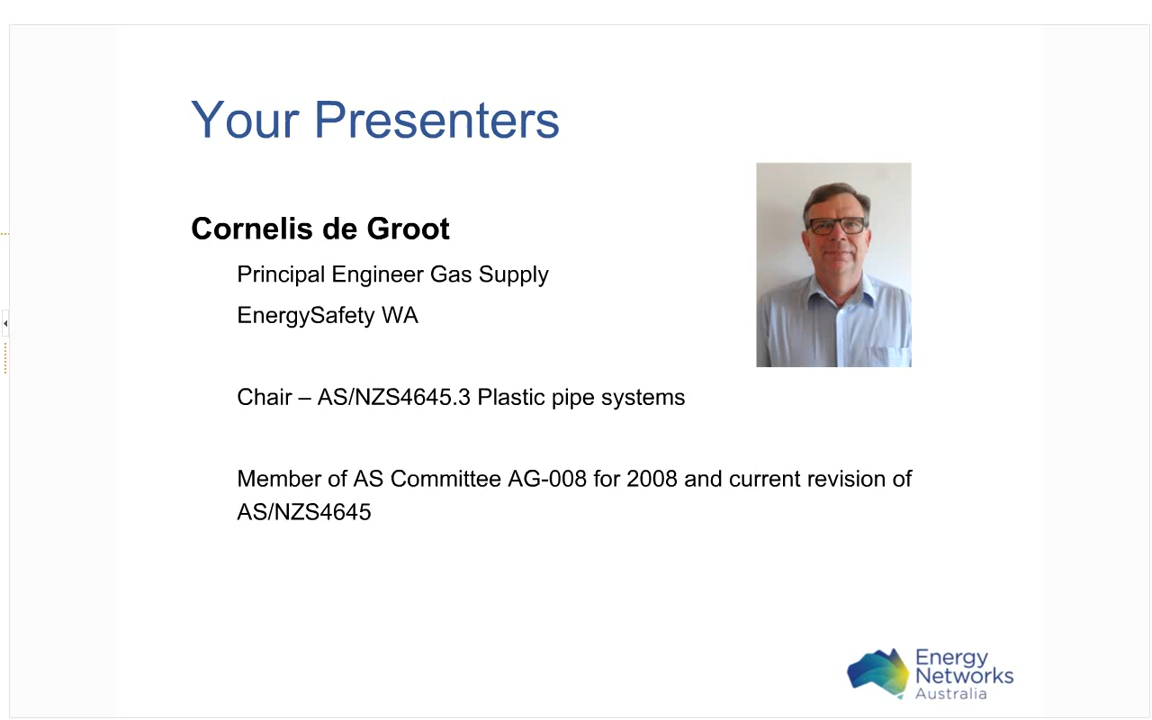 Your Presenters
Cornelis de Groot
Principal Engineer Gas Supply
EnergySafety WA
Chair – AS/NZS4645.3 Plastic pipe systems
Member of AS Committee AG-008 for 2008 and current revision of
AS/NZS4645
Energy
Networks
Australia